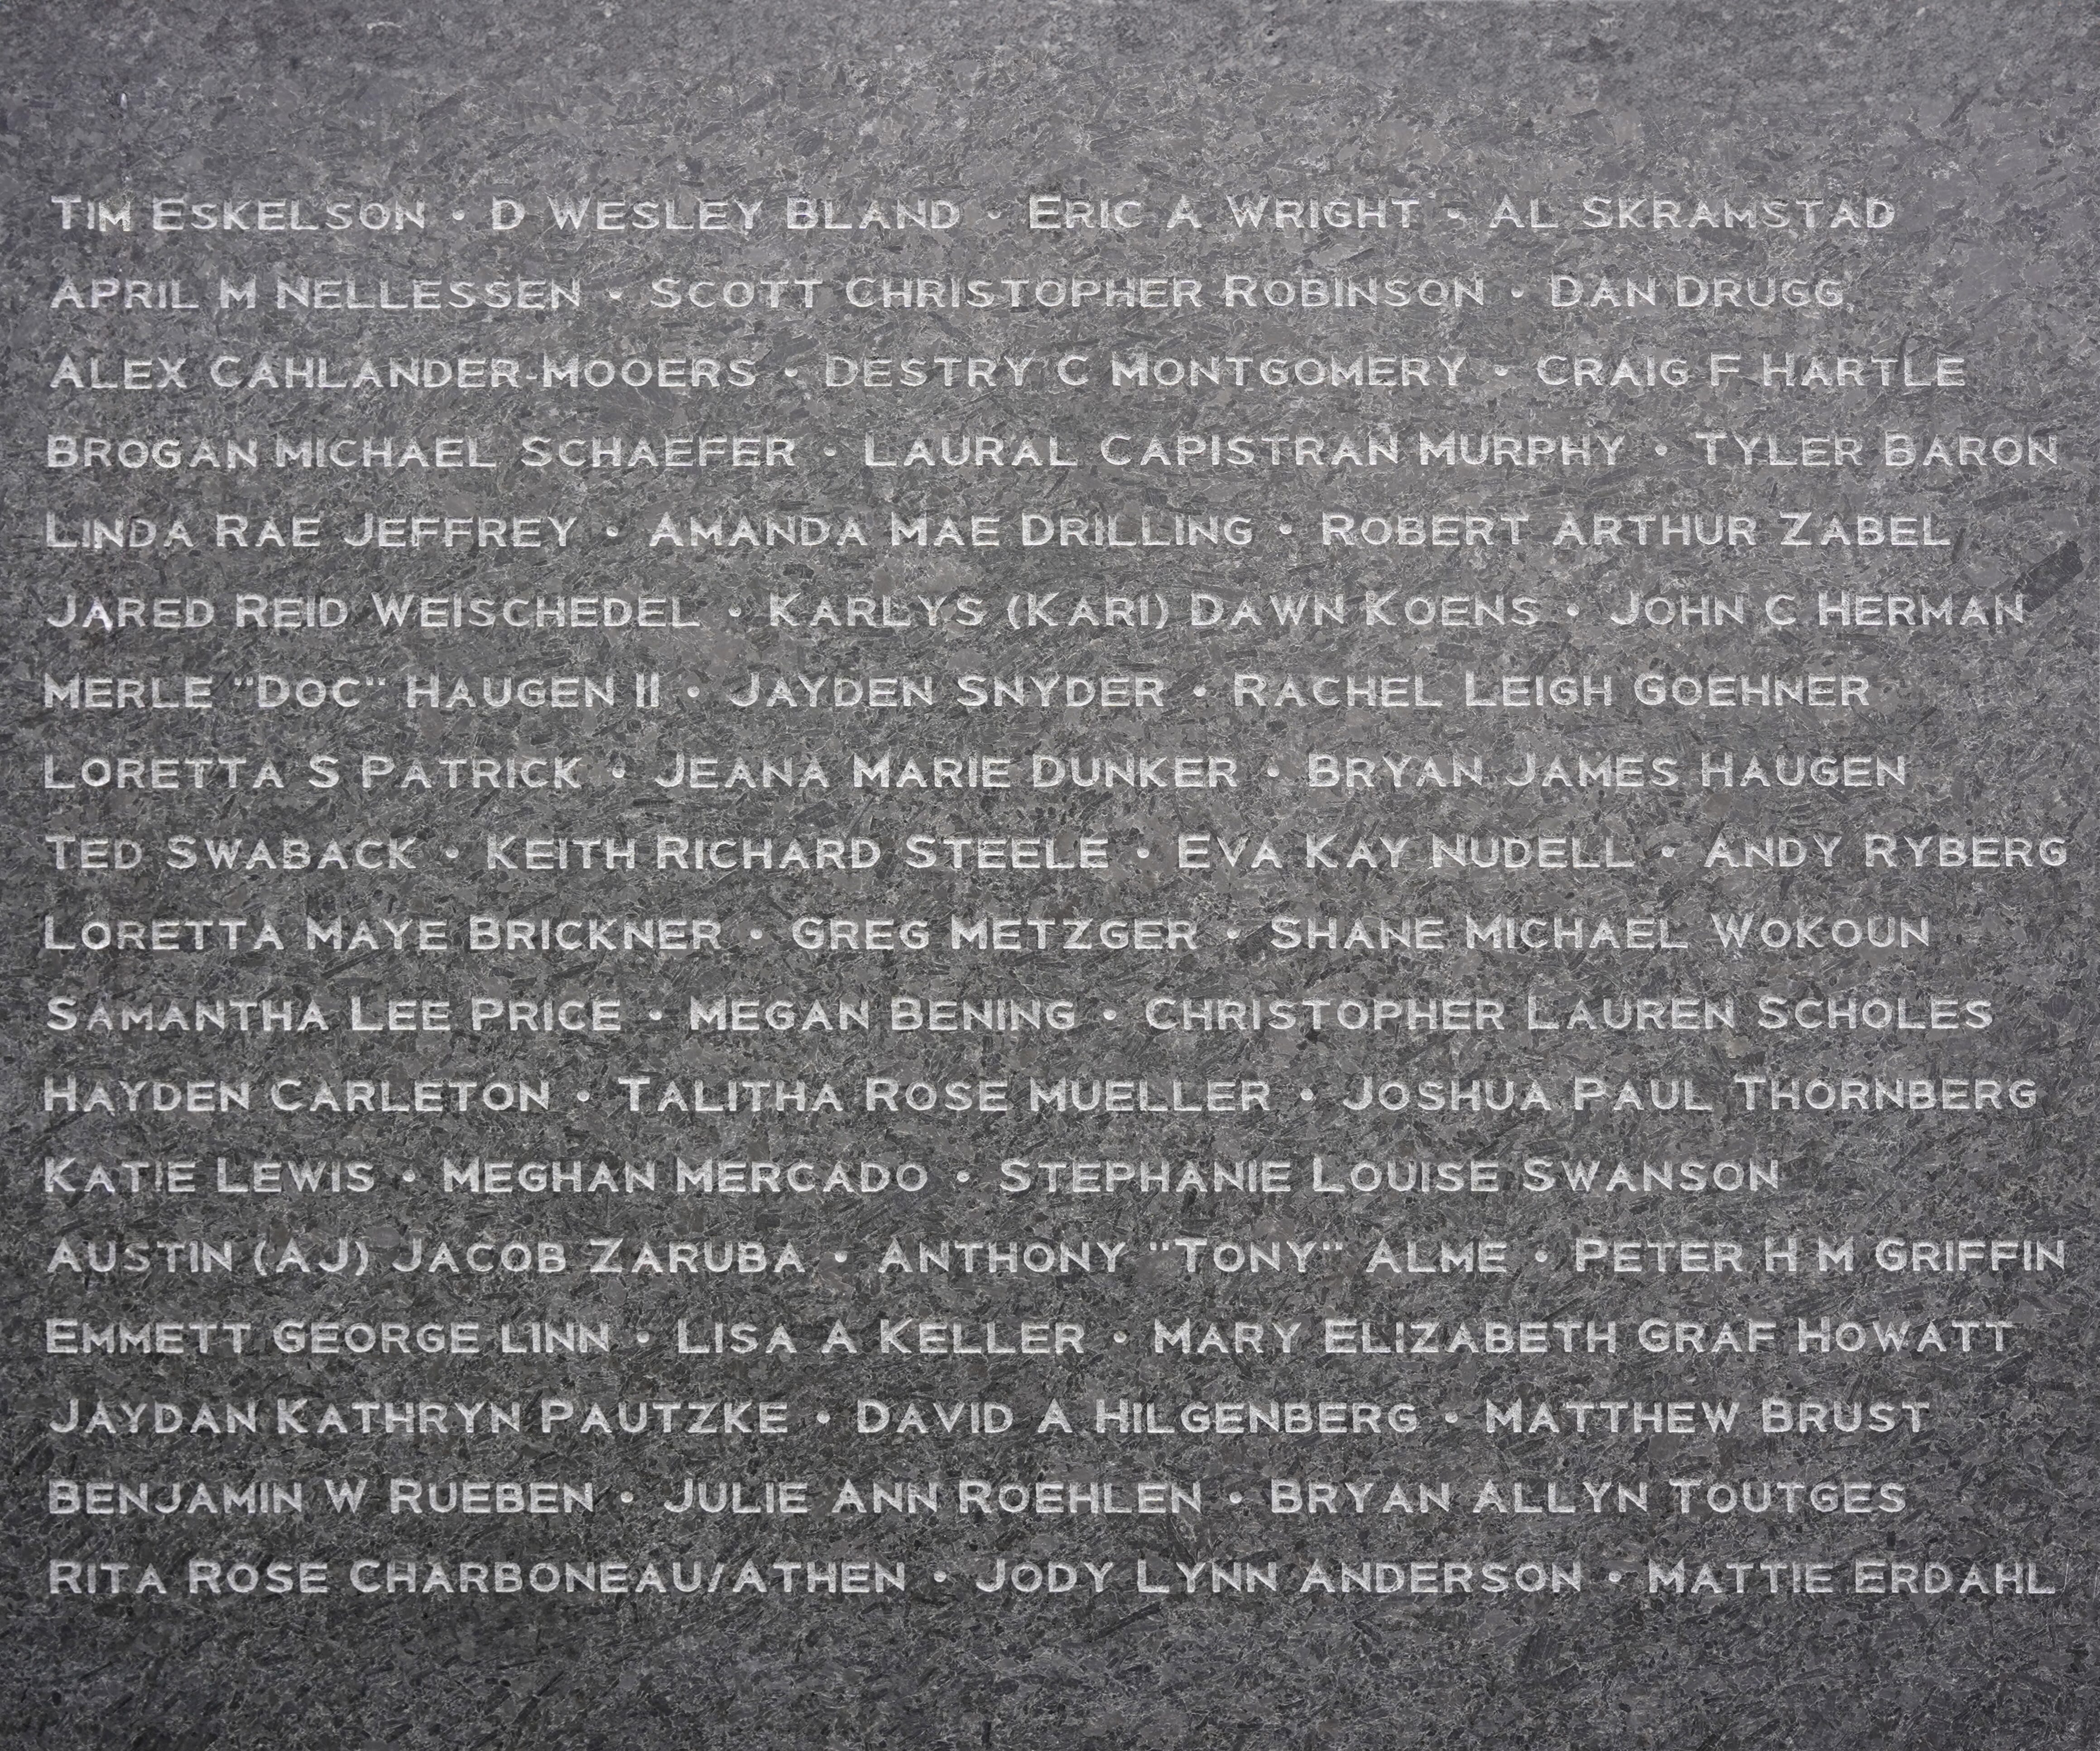 TIM ESKELSON • D WESLEY BLAND • ERIC A WRIGHT • AL SKRAMSTAD
APRIL M NELLESSEN • SCOTT CHRISTOPHER ROBINSON • DAN DRUGG
ALEX CAHLANDER-MOOERS • DESTRY C MONTGOMERY • CRAIG F HARTLE
BROGAN MICHAEL SCHAEFER • LAURAL CAPISTRAN MURPHY • TYLER BARON
LINDA RAE JEFFREY • AMANDA MAE DRILLING • ROBERT ARTHUR ZABEL
JARED REID WEISCHEDEL • KARLYS (KARI) DAWN KOENS • JOHN C HERMAN
MERLE "DOC" HAUGEN II • JAYDEN SNYDER • RACHEL LEIGH GOEHNER
LORETTA S PATRICK • JEANA MARIE DUNKER • BRYAN JAMES HAUGEN
TED SWABACK • KEITH RICHARD STEELE • EVA KAY NUDELL • ANDY RYBERG
LORETTA MAYE BRICKNER • GREG METZGER • SHANE MICHAEL WOKOUN
SAMANTHA LEE PRICE • MEGAN BENING • CHRISTOPHER LAUREN SCHOLES
HAYDEN CARLETON • TALITHA ROSE MUELLER • JOSHUA PAUL THORNBERG
KATIE LEWIS • MEGHAN MERCADO • STEPHANIE LOUISE SWANSON
AUSTIN (AJ) JACOB ZARUBA • ANTHONY "TONY" ALME • PETER H M GRIFFIN
EMMETT GEORGE LINN • LISA A KELLER • MARY ELIZABETH GRAF HOWATT
JAYDAN KATHRYN PAUTZKE • DAVID A HILGENBERG • MATTHEW BRUST
BENJAMIN W RUEBEN • JULIE ANN ROEHLEN • BRYAN ALLYN TOUTGES
RITA ROSE CHARBONEAU/ATHEN • JODY LYNN ANDERSON • MATTIE ERDAHL